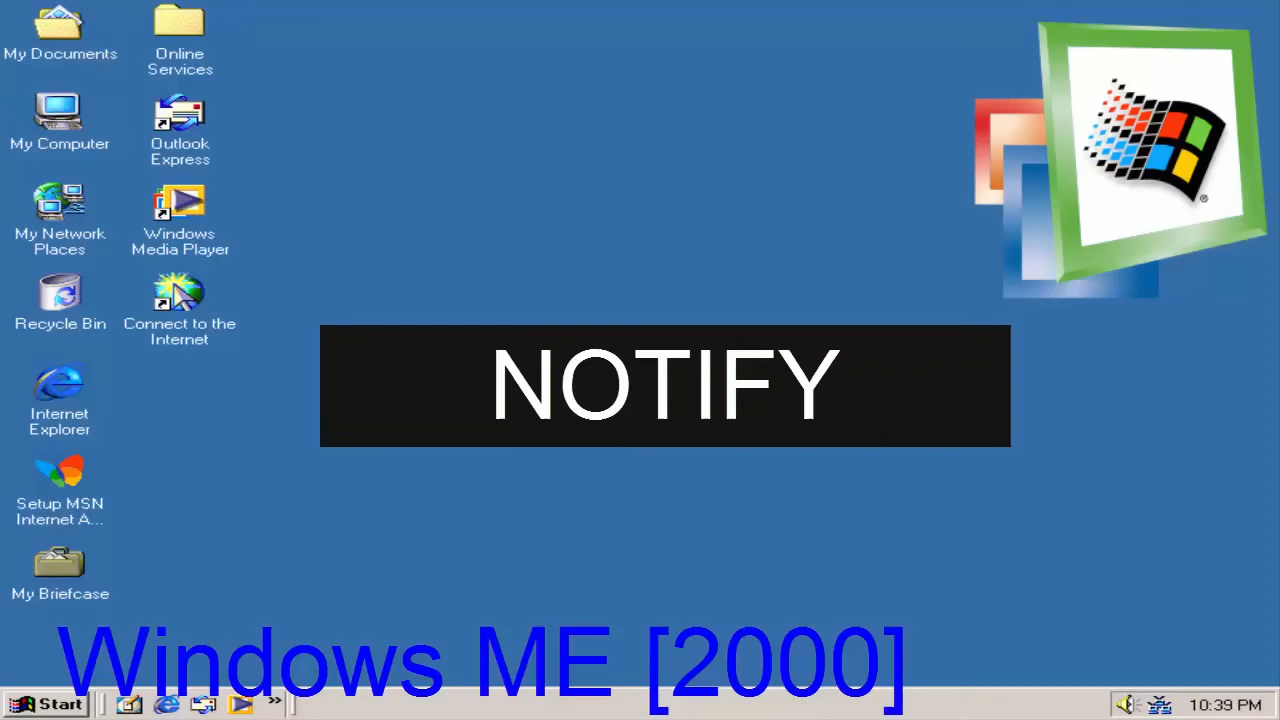 My Documents
Online
Services
My Computer
Outlook
Express
My Network
Places
Windows
Media Player
Recycle Bin
Connect to the
Internet
NOTIFY
Internet
Explorer
Setup MSN
Internet A...
My Briefcase
Windows ME [2000]
Start
»
10:39 PM
®